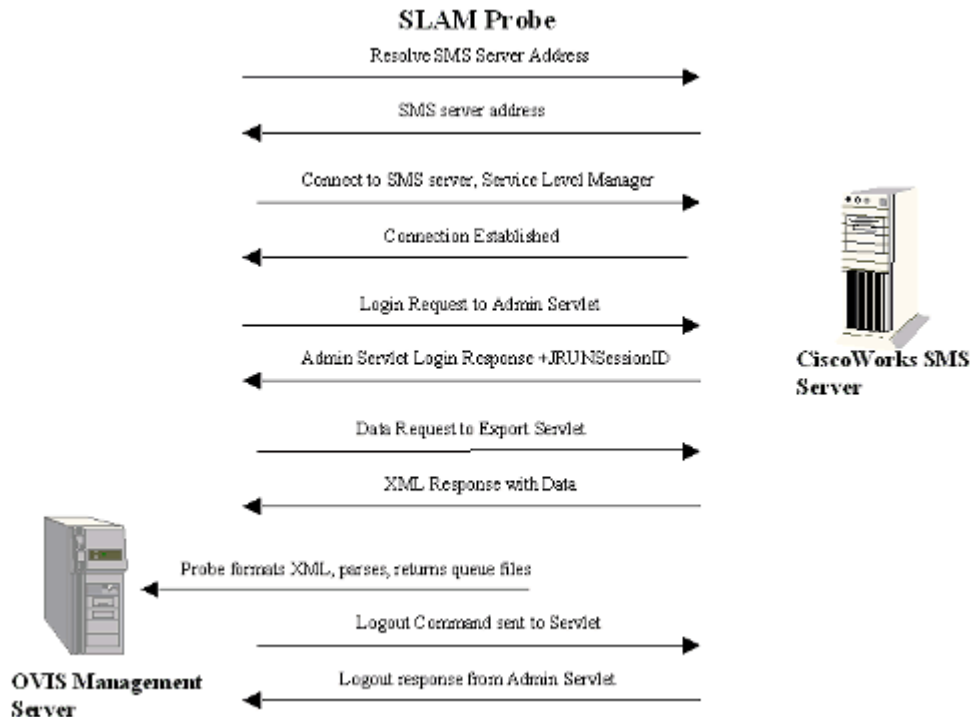 SLAM Probe
Resolve SMS Server Address
SMS server address
Connect to SMS server, Service Level Manager
Connection Established
Login Request to Admin Servlet
Admin Servlet Login Response +JRUNSessionID
CiscoWorks SMS
Server
Data Request to Export Servlet
XML Response with Data
Probe formats XML, parses, returns queue files
Logout Command sent to Servlet
OVIS Management
Server
Logout response from Admin Servlet